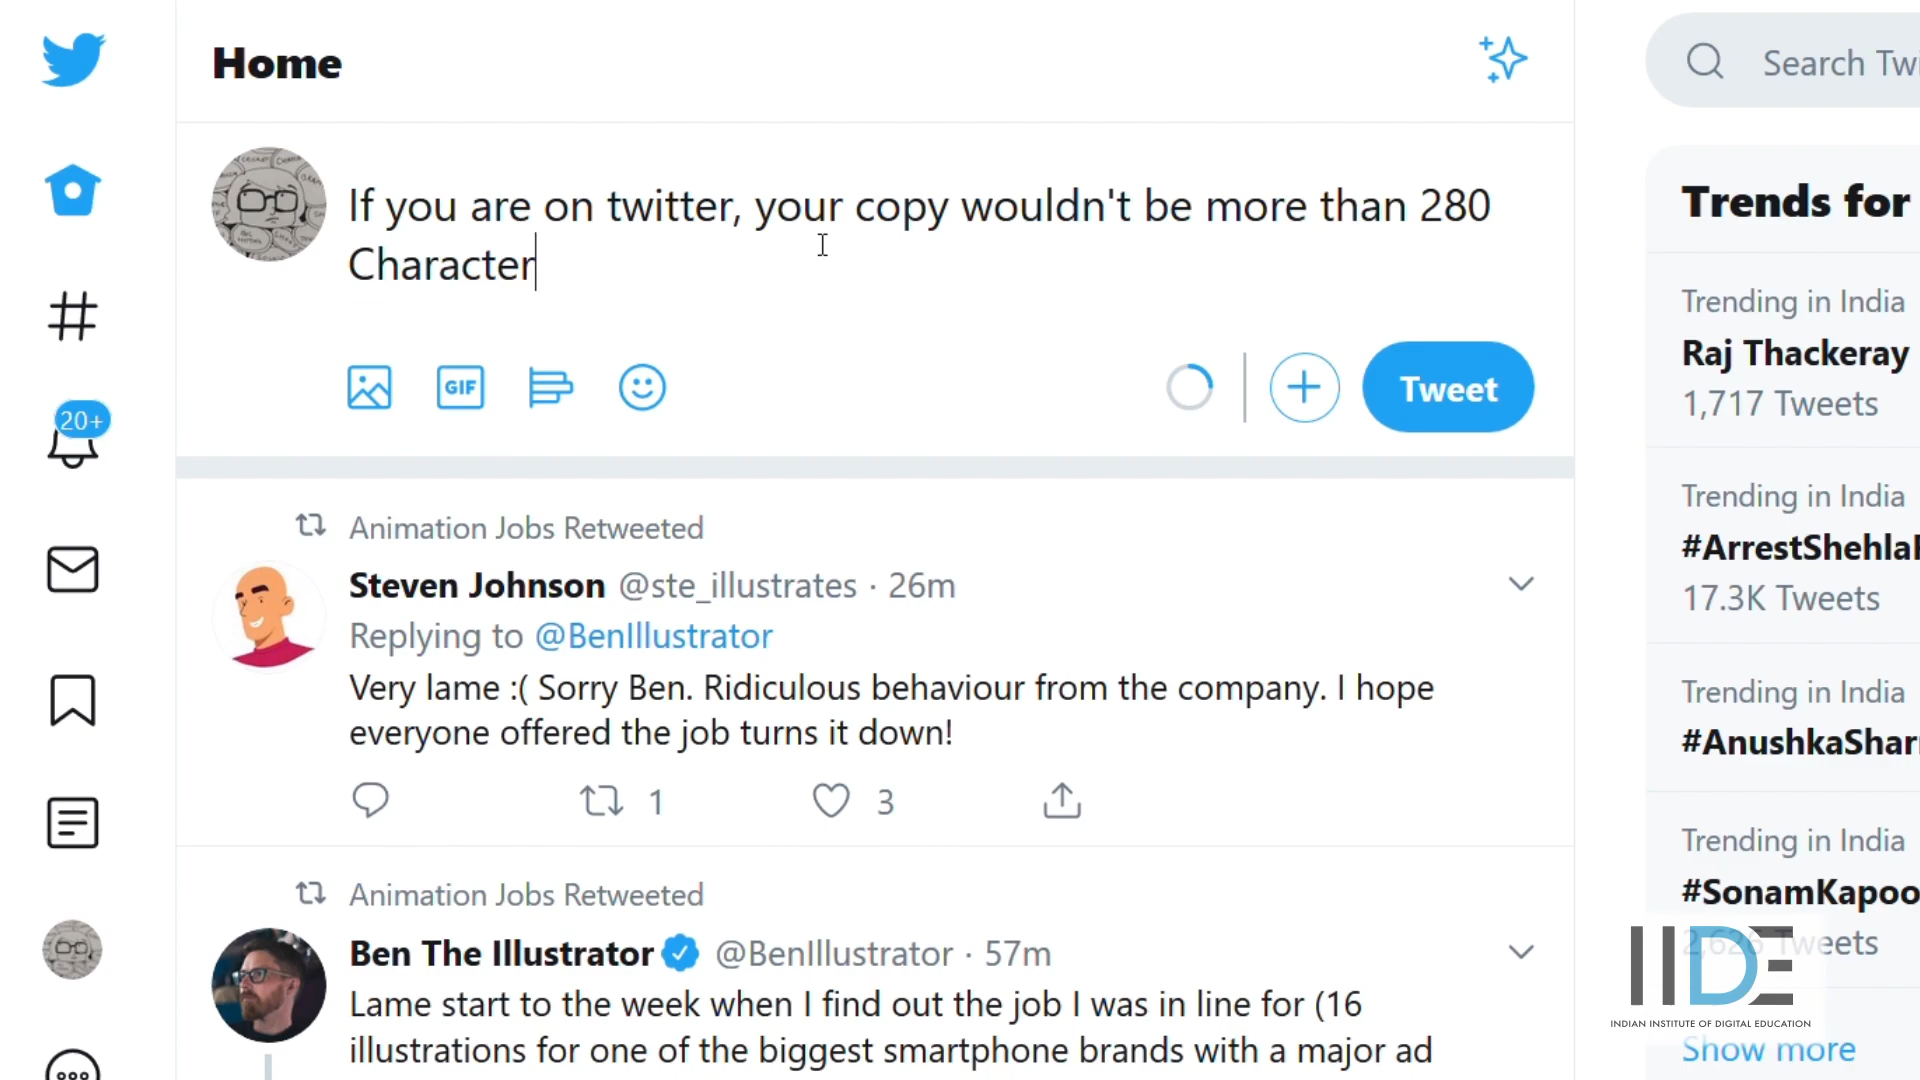 Home
Search Twi
If you are on twitter, your copy wouldn't be more than 280
Character
GIF
Tweet
20+
Animation Jobs Retweeted
Steven Johnson @ste_illustrates · 26m
Replying to @BenIllustrator
Very lame :( Sorry Ben. Ridiculous behaviour from the company. I hope
everyone offered the job turns it down!
1
3
Animation Jobs Retweeted
Ben The Illustrator @BenIllustrator · 57m
Lame start to the week when I find out the job I was in line for (16
illustrations for one of the biggest smartphone brands with a major ad
Trends for
Trending in India
Raj Thackeray
1,717 Tweets
Trending in India
#ArrestShehla
17.3K Tweets
Trending in India
#AnushkaShar
Trending in India
#SonamKapoo
2,626 Tweets
Show more
IIDE
INDIAN INSTITUTE OF DIGITAL EDUCATION